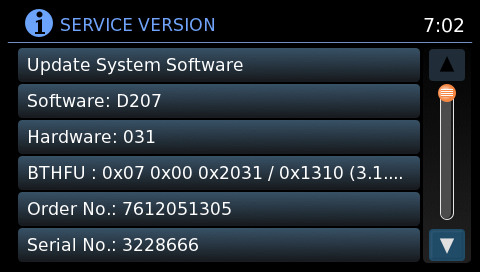 SERVICE VERSION 7:02
Update System Software
Software: D207
Hardware: 031
BTHFU : 0x07 0x00 0x2031 / 0x1310 (3.1....
Order No.: 7612051305
Serial No.: 3228666